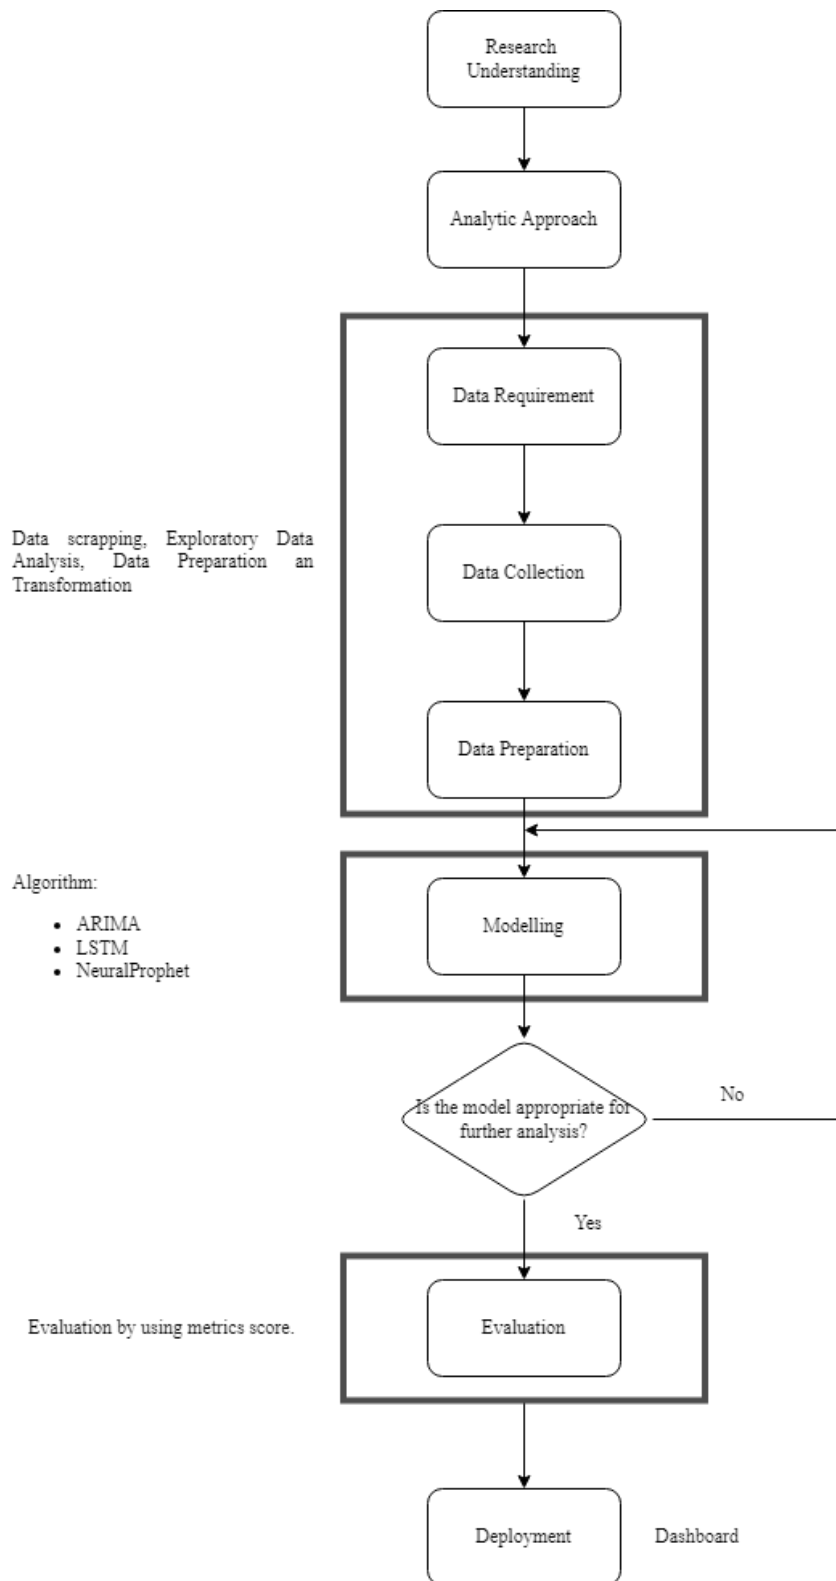 Research
Understanding
Analytic Approach
Data Requirement
Data scrapping, Exploratory Data
Analysis, Data Preparation an
Transformation
Data Collection
Data Preparation
Algorithm:
• ARIMA
• LSTM
• NeuralProphet
Modelling
Is the model appropriate for
further analysis?
No
Yes
Evaluation by using metrics score.
Evaluation
Deployment
Dashboard